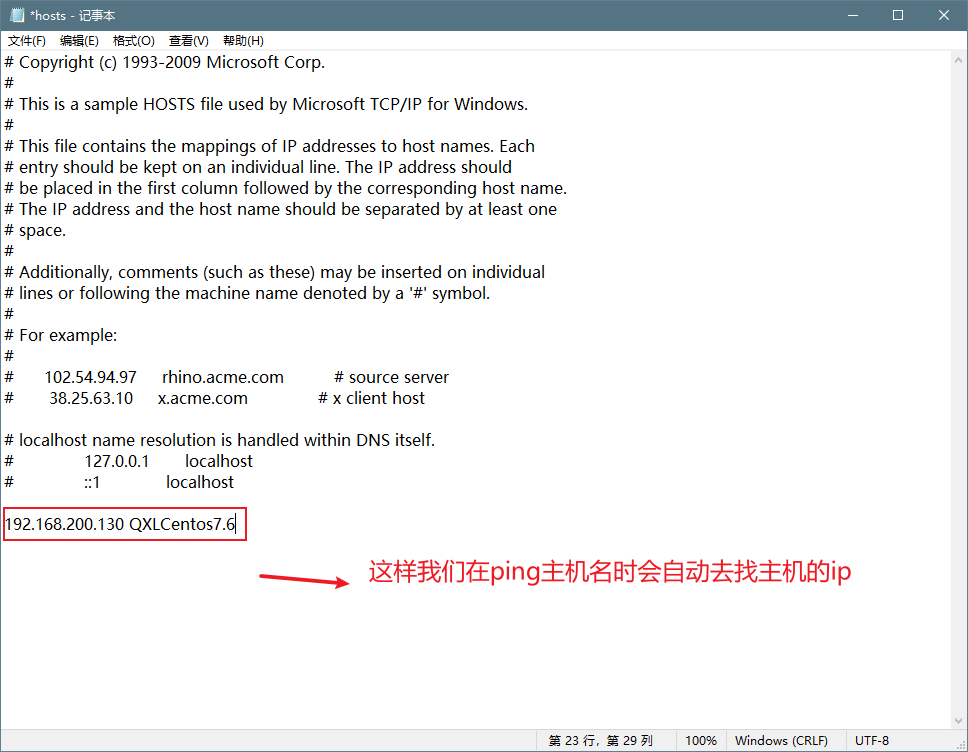 *hosts - 记事本
文件(F) 编辑(E) 格式(O) 查看(V) 帮助(H)
# Copyright (c) 1993-2009 Microsoft Corp.
#
# This is a sample HOSTS file used by Microsoft TCP/IP for Windows.
#
# This file contains the mappings of IP addresses to host names. Each
# entry should be kept on an individual line. The IP address should
# be placed in the first column followed by the corresponding host name.
# The IP address and the host name should be separated by at least one
# space.
#
# Additionally, comments (such as these) may be inserted on individual
# lines or following the machine name denoted by a '#' symbol.
#
# For example:
#
# 102.54.94.97 rhino.acme.com # source server
# 38.25.63.10 x.acme.com # x client host
# localhost name resolution is handled within DNS itself.
# 127.0.0.1 localhost
# ::1 localhost
192.168.200.130 QXLCentos7.6
这样我们在ping主机名时会自动去找主机的ip
第 23 行，第 29 列 100% Windows (CRLF) UTF-8